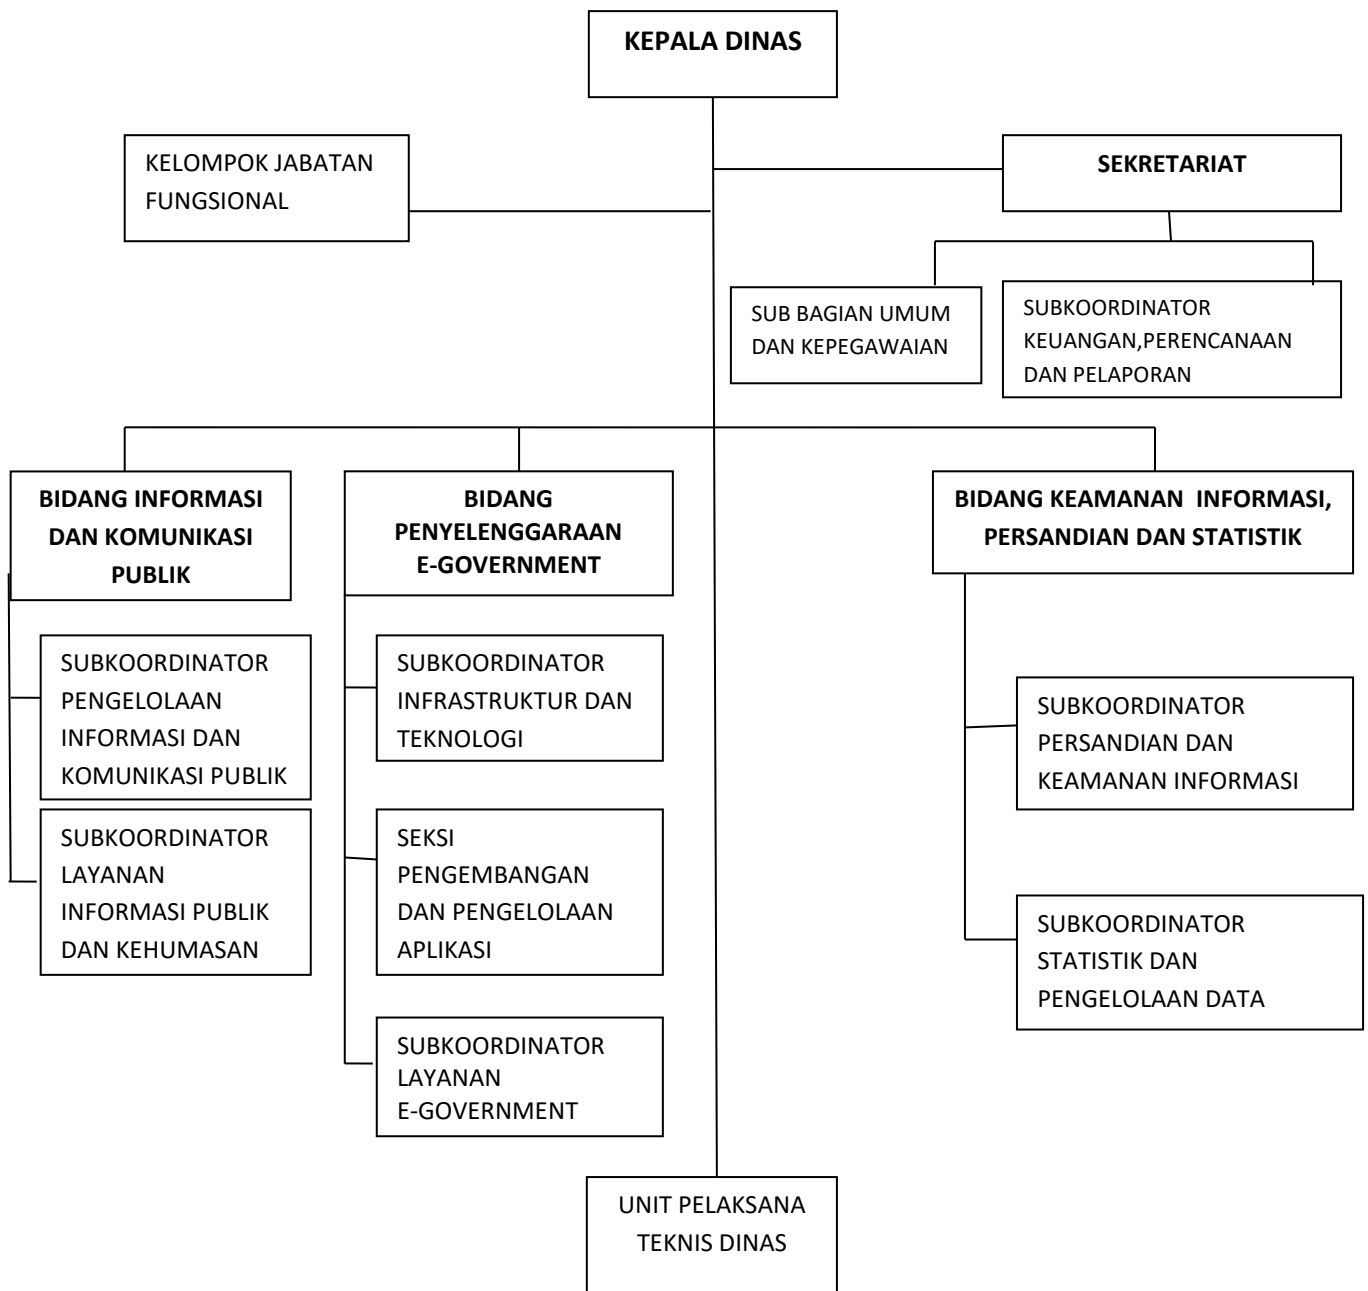 KEPALA DINAS
KELOMPOK JABATAN
FUNGSIONAL
SEKRETARIAT
SUB BAGIAN UMUM
DAN KEPEGAWAIAN
SUBKOORDINATOR
KEUANGAN,PERENCANAAN
DAN PELAPORAN
BIDANG INFORMASI
DAN KOMUNIKASI
PUBLIK
BIDANG
PENYELENGGARAAN
E-GOVERNMENT
BIDANG KEAMANAN  INFORMASI,
PERSANDIAN DAN STATISTIK
SUBKOORDINATOR
PENGELOLAAN
INFORMASI DAN
KOMUNIKASI PUBLIK
SUBKOORDINATOR
LAYANAN
INFORMASI PUBLIK
DAN KEHUMASAN
SUBKOORDINATOR
INFRASTRUKTUR DAN
TEKNOLOGI
SEKSI
PENGEMBANGAN
DAN PENGELOLAAN
APLIKASI
SUBKOORDINATOR
LAYANAN
E-GOVERNMENT
SUBKOORDINATOR
PERSANDIAN DAN
KEAMANAN INFORMASI
SUBKOORDINATOR
STATISTIK DAN
PENGELOLAAN DATA
UNIT PELAKSANA
TEKNIS DINAS